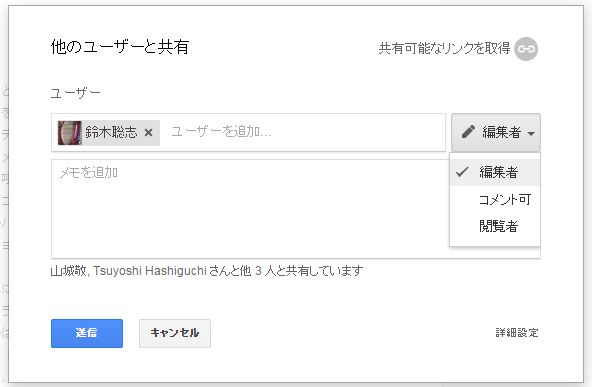 他のユーザーと共有
共有可能なリンクを取得
ユーザー
鈴木聡志 × ユーザーを追加...
編集者
メモを追加
編集者
コメント可
閲覧者
山城敬, Tsuyoshi Hashiguchi さんと他 3 人と共有しています
送信
キャンセル
詳細設定